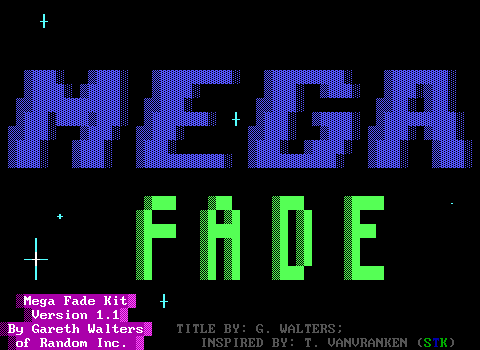 MEGA
FADE
Mega Fade Kit
Version 1.1
By Gareth Walters
of Random Inc.
TITLE BY: G. WALTERS;
INSPIRED BY: T. VANVRANKEN (STK)